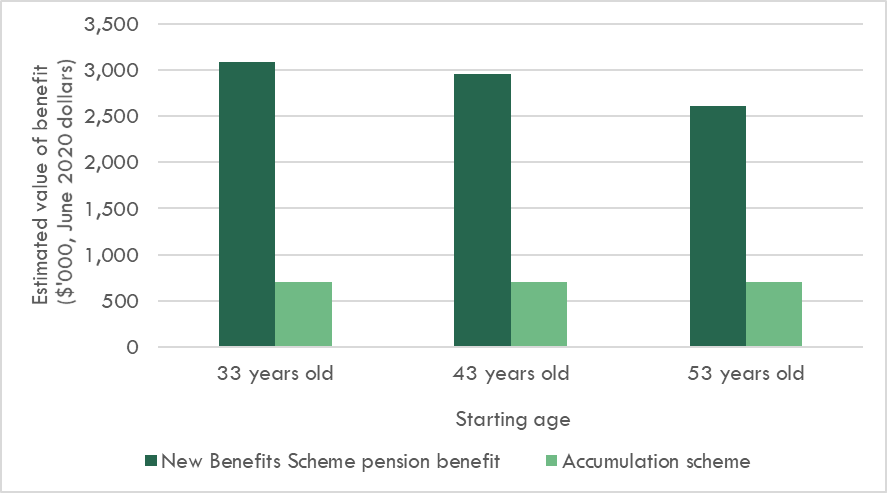 Estimated value of benefit
($'000, June 2020 dollars)
3,500
3,000
2,500
2,000
1,500
1,000
500
0
33 years old
43 years old
53 years old
Starting age
New Benefits Scheme pension benefit
Accumulation scheme